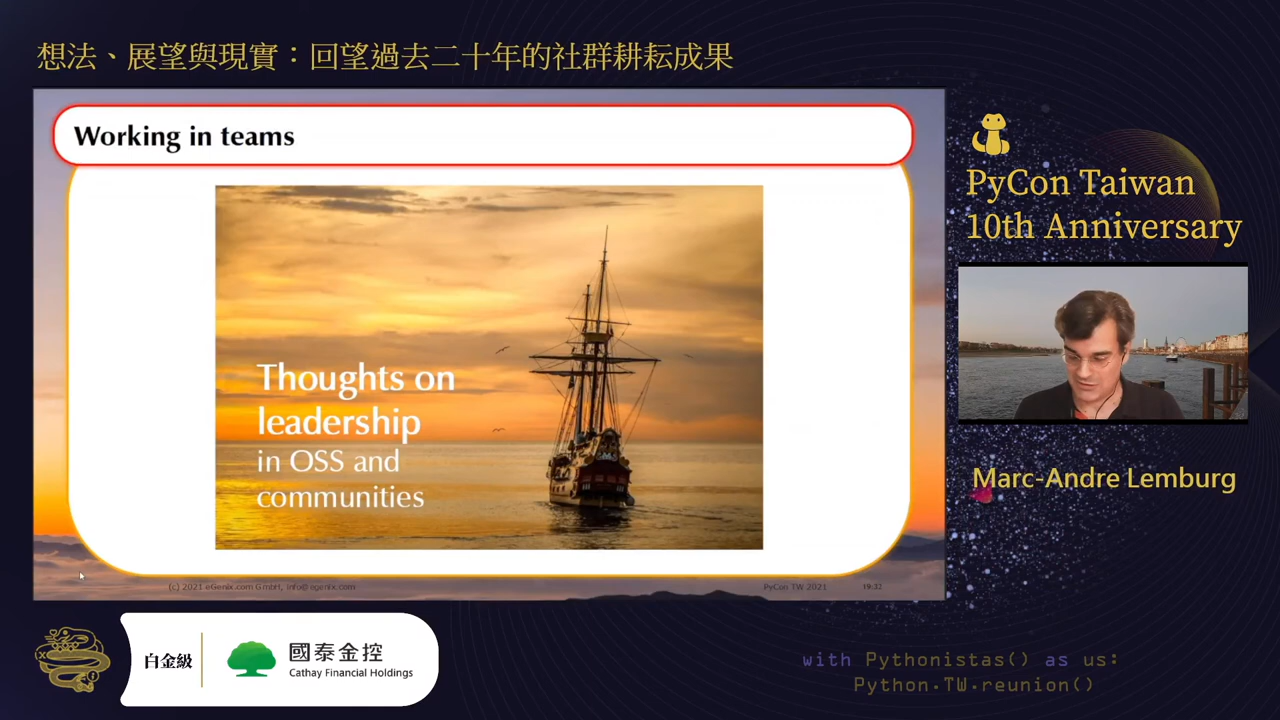 想法、展望與現實：回望過去二十年的社群耕耘成果
Working in teams
Thoughts on
leadership
in OSS and
communities
(c) 2021 eGenix.com GmbH, info@egenix.com
PyCon TW 2021
19:32
PyCon Taiwan
10th Anniversary
Marc-Andre Lemburg
白金級
國泰金控
Cathay Financial Holdings
with Pythonistas() as us:
Python.TW.reunion()